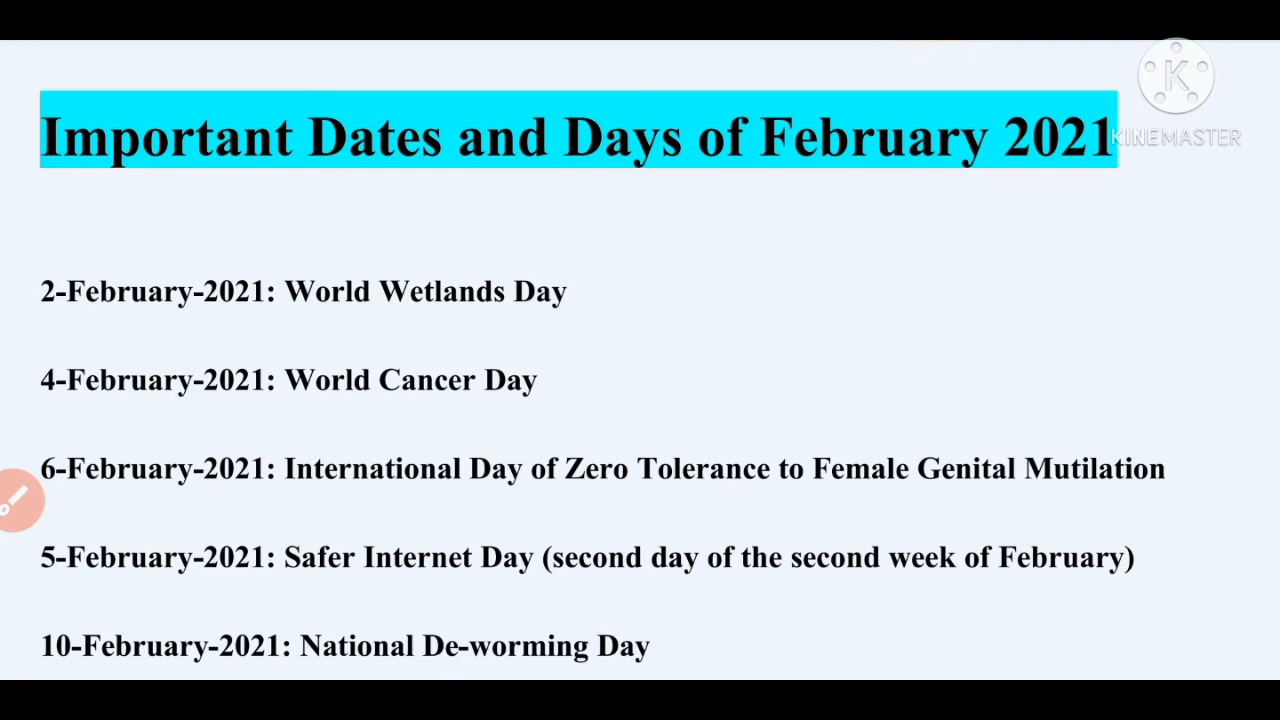 Important Dates and Days of February 2021
K
KINEMASTER
2-February-2021: World Wetlands Day
4-February-2021: World Cancer Day
6-February-2021: International Day of Zero Tolerance to Female Genital Mutilation
5-February-2021: Safer Internet Day (second day of the second week of February)
10-February-2021: National De-worming Day